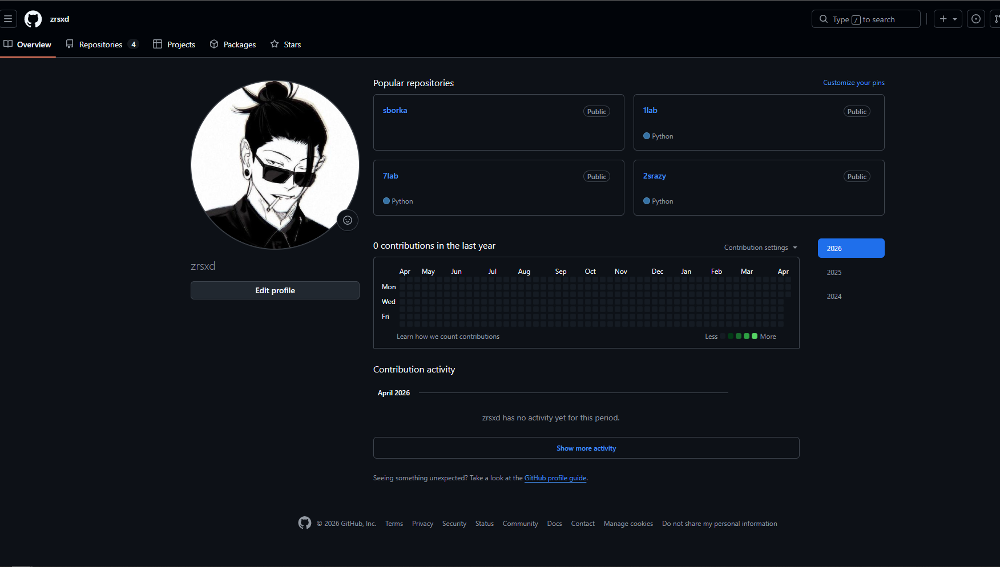 zrsxd
Type / to search
Overview Repositories 4 Projects Packages Stars
Popular repositories Customize your pins
sborka Public
1lab Public
Python
7lab Public
Python
2srazy Public
Python
zrsxd
Edit profile
0 contributions in the last year Contribution settings
2026
2025
2024
Apr May Jun Jul Aug Sep Oct Nov Dec Jan Feb Mar Apr
Mon
Wed
Fri
Learn how we count contributions Less More
Contribution activity
April 2026
zrsxd has no activity yet for this period.
Show more activity
Seeing something unexpected? Take a look at the GitHub profile guide.
© 2026 GitHub, Inc. Terms Privacy Security Status Community Docs Contact Manage cookies Do not share my personal information